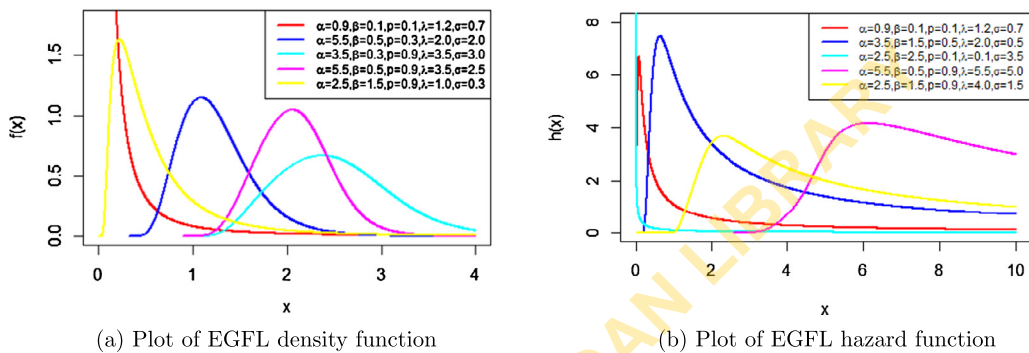 α=0.9,β=0.1,p=0.1,λ=1.2,σ=0.7
α=5.5,β=0.5,p=0.3,λ=2.0,σ=2.0
α=3.5,β=0.3,p=0.9,λ=3.5,σ=3.0
α=5.5,β=0.5,p=0.9,λ=3.5,σ=2.5
α=2.5,β=1.5,p=0.9,λ=1.0,σ=0.3
f(x)
1.5
1.0
0.5
0.0
0 1 2 3 4
x
(a) Plot of EGFL density function
α=0.9,β=0.1,p=0.1,λ=1.2,σ=0.7
α=3.5,β=1.5,p=0.5,λ=2.0,σ=0.5
α=2.5,β=2.5,p=0.1,λ=0.1,σ=3.5
α=5.5,β=0.5,p=0.9,λ=5.5,σ=5.0
α=2.5,β=1.5,p=0.9,λ=4.0,σ=1.5
h(x)
8
6
4
2
0
0 2 4 6 8 10
x
(b) Plot of EGFL hazard function
DAN LIBRARY